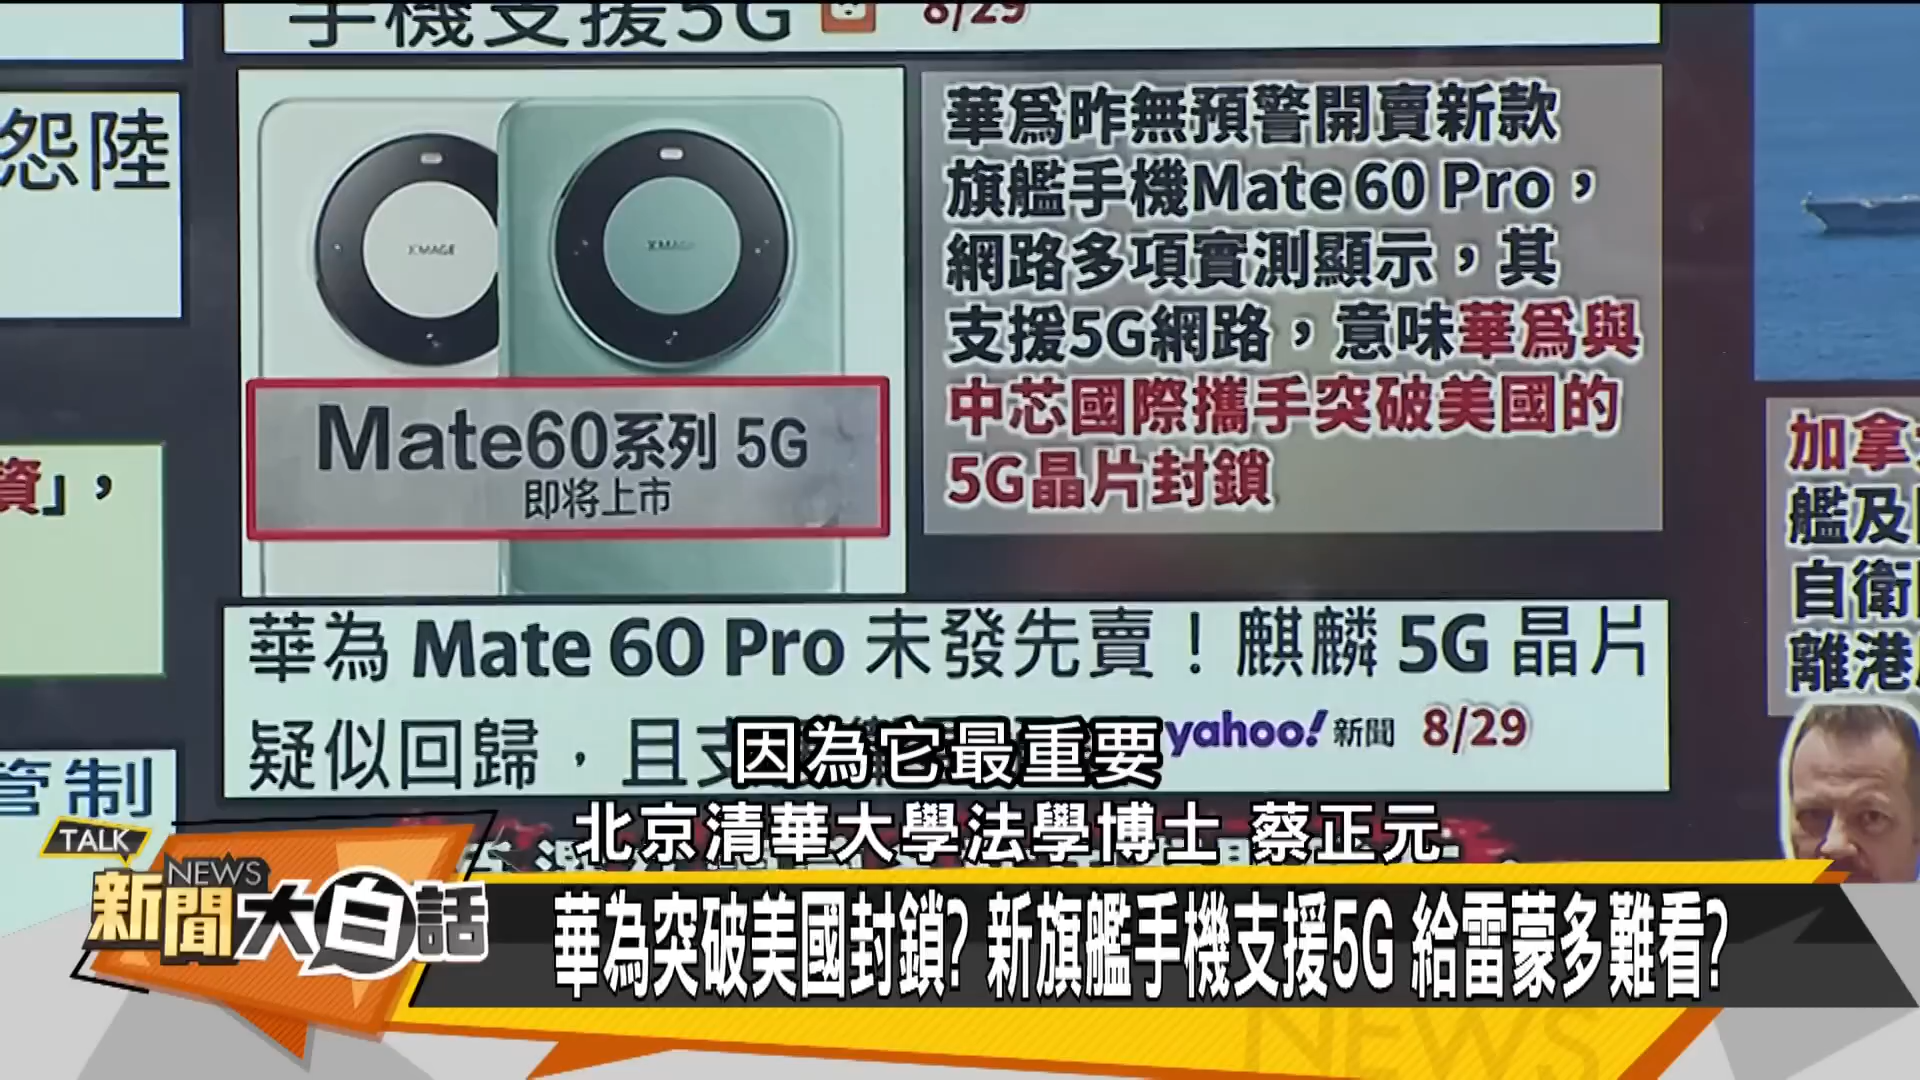 手機支援5G 8/29
怨陸
XMAGE
XMAGE
Mate60系列 5G
即将上市
華為昨無預警開賣新款
旗艦手機Mate 60 Pro，
網路多項實測顯示，其
支援5G網路，意味華為與
中芯國際攜手突破美國的
5G晶片封鎖
資」，
加拿
艦及
自衛
離港
華為 Mate 60 Pro 未發先賣！麒麟 5G 晶片
疑似回歸，且支
yahoo! 新聞 8/29
管制
因為它最重要
北京清華大學法學博士 蔡正元
TALK
NEWS
新聞大白話
華為突破美國封鎖? 新旗艦手機支援5G 給雷蒙多難看?
NEWS